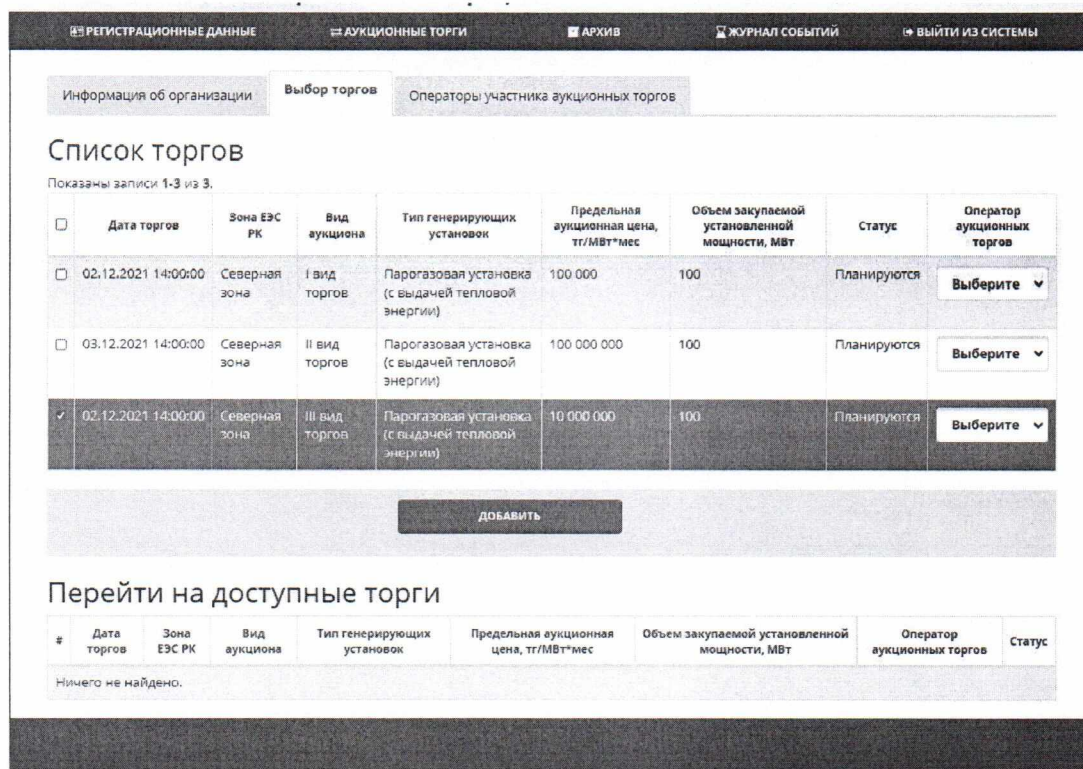 РЕГИСТРАЦИОННЫЕ ДАННЫЕ АУКЦИОННЫЕ ТОРГИ АРХИВ ЖУРНАЛ СОБЫТИЙ ВЫЙТИ ИЗ СИСТЕМЫ
Информация об организации Выбор торгов Операторы участника аукционных торгов
Список торгов
Показаны записи 1-3 из 3.
Дата торгов Зона ЕЭС РК Вид аукциона Тип генерирующих установок Предельная аукционная цена, тг/МВт*мес Объем закупаемой установленной мощности, МВт Статус Оператор аукционных торгов
02.12.2021 14:00:00 Северная зона I вид торгов Парогазовая установка (с выдачей тепловой энергии) 100 000 100 Планируются Выберите
03.12.2021 14:00:00 Северная зона II вид торгов Парогазовая установка (с выдачей тепловой энергии) 100 000 000 100 Планируются Выберите
02.12.2021 14:00:00 Северная зона III вид торгов Парогазовая установка (с выдачей тепловой энергии) 10 000 000 100 Планируются Выберите
ДОБАВИТЬ
Перейти на доступные торги
# Дата торгов Зона ЕЭС РК Вид аукциона Тип генерирующих установок Предельная аукционная цена, тг/МВт*мес Объем закупаемой установленной мощности, МВт Оператор аукционных торгов Статус
Ничего не найдено.